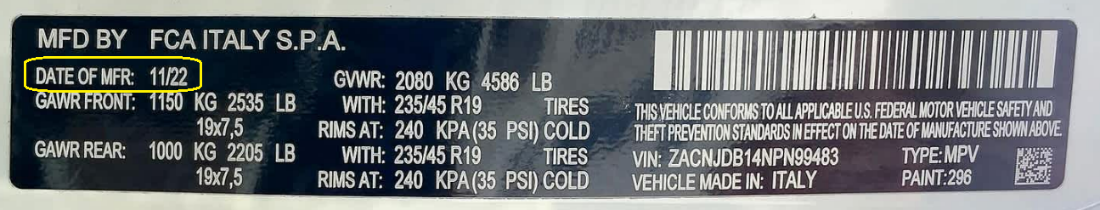 MFD BY FCA ITALY S.P.A.
DATE OF MFR: 11/22 GVWR: 2080 KG 4586 LB
GAWR FRONT: 1150 KG 2535 LB WITH: 235/45 R19 TIRES
19x7,5 RIMS AT: 240 KPA (35 PSI) COLD
GAWR REAR: 1000 KG 2205 LB WITH: 235/45 R19 TIRES
19x7,5 RIMS AT: 240 KPA (35 PSI) COLD
THIS VEHICLE CONFORMS TO ALL APPLICABLE U.S. FEDERAL MOTOR VEHICLE SAFETY AND
THEFT PREVENTION STANDARDS IN EFFECT ON THE DATE OF MANUFACTURE SHOWN ABOVE.
VIN: ZACNJDB14NPN99483 TYPE: MPV
VEHICLE MADE IN: ITALY PAINT: 296